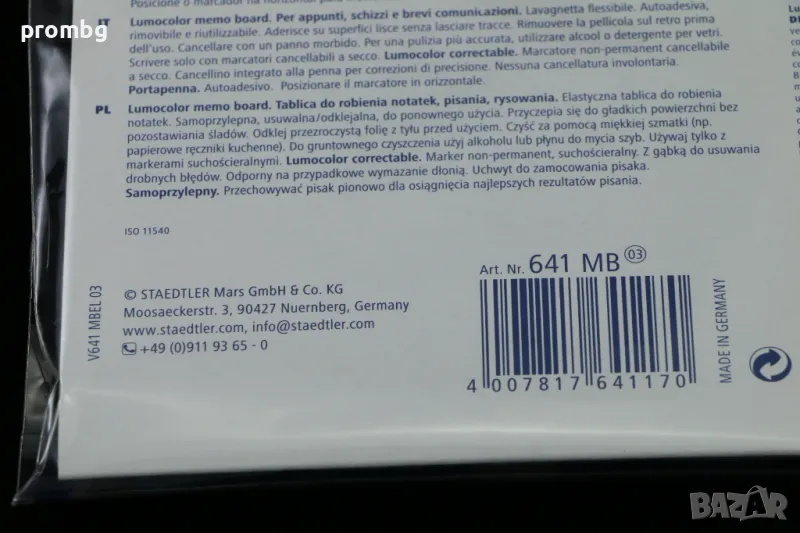 prombg
Posicione o marcador na horizontal para
IT Lumocolor memo board. Per appunti, schizzi e brevi comunicazioni. Lavagnetta flessibile. Autoadesiva,
rimovibile e riutilizzabile. Aderisce su superfici lisce senza lasciare tracce. Rimuovere la pellicola sul retro prima
dell'uso. Cancellare con un panno morbido. Per una pulizia più accurata, utilizzare alcool o detergente per vetri.
Scrivere solo con marcatori cancellabili a secco. Lumocolor correctable. Marcatore non-permanent cancellabile
a secco. Cancellino integrato alla penna per correzioni di precisione. Nessuna cancellatura involontaria.
Portapenna. Autoadesivo. Posizionare il marcatore in orizzontale.
PL Lumocolor memo board. Tablica do robienia notatek, pisania, rysowania. Elastyczna tablica do robienia
notatek. Samoprzylepna, usuwalna/odklejalna, do ponownego użycia. Przyczepia się do gładkich powierzchni bez
pozostawiania śladów. Odklej przezroczystą folię z tyłu przed użyciem. Czyść za pomocą miękkiej szmatki (np.
papierowe ręczniki kuchenne). Do gruntownego czyszczenia użyj alkoholu lub płynu do mycia szyb. Używaj tylko z
markerami suchościeralnymi. Lumocolor correctable. Marker non-permanent, suchościeralny. Z gąbką do usuwania
drobnych błędów. Odporny na przypadkowe wymazanie dłonią. Uchwyt do zamocowania pisaka.
Samoprzylepny. Przechowywać pisak pionowo dla osiągnięcia najlepszych rezultatów pisania.
ISO 11540
V641 MBEL 03
© STAEDTLER Mars GmbH & Co. KG
Moosaeckerstr. 3, 90427 Nuernberg, Germany
www.staedtler.com, info@staedtler.com
+49 (0)911 93 65 - 0
Art. Nr. 641 MB 03
4 007817 641170
MADE IN GERMANY
BAZAR